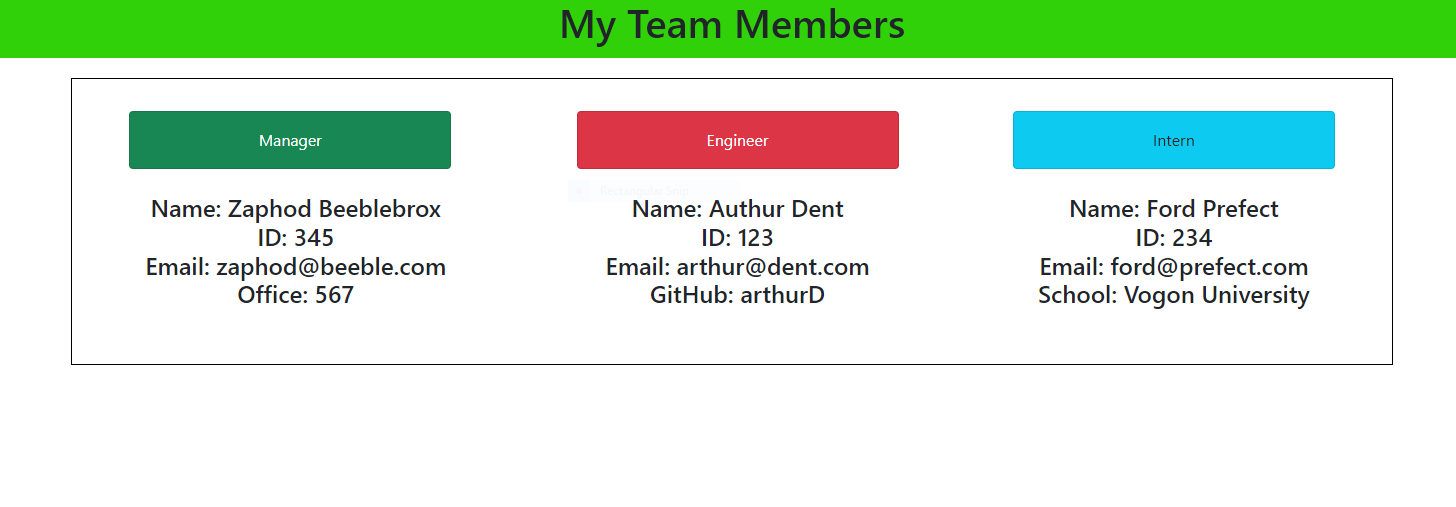 My Team Members
Manager
Engineer
Intern
Rectangular Snip
Name: Zaphod Beeblebrox
ID: 345
Email: zaphod@beeble.com
Office: 567
Name: Authur Dent
ID: 123
Email: arthur@dent.com
GitHub: arthurD
Name: Ford Prefect
ID: 234
Email: ford@prefect.com
School: Vogon University